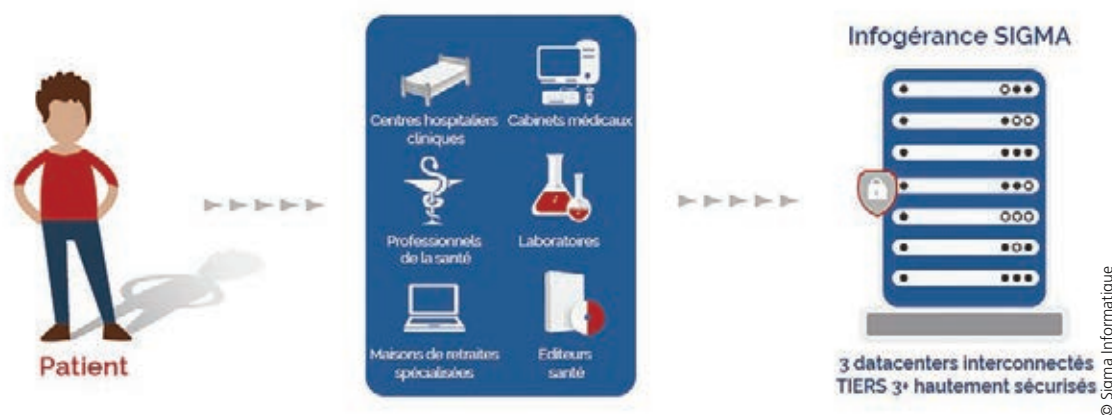 Patient
Centres hospitaliers
cliniques
Cabinets médicaux
Professionnels
de la santé
Laboratoires
Maisons de retraites
spécialisées
Editeurs
santé
Infogérance SIGMA
3 datacenters interconnectés
TIERS 3+ hautement sécurisés
© Sigma Informatique